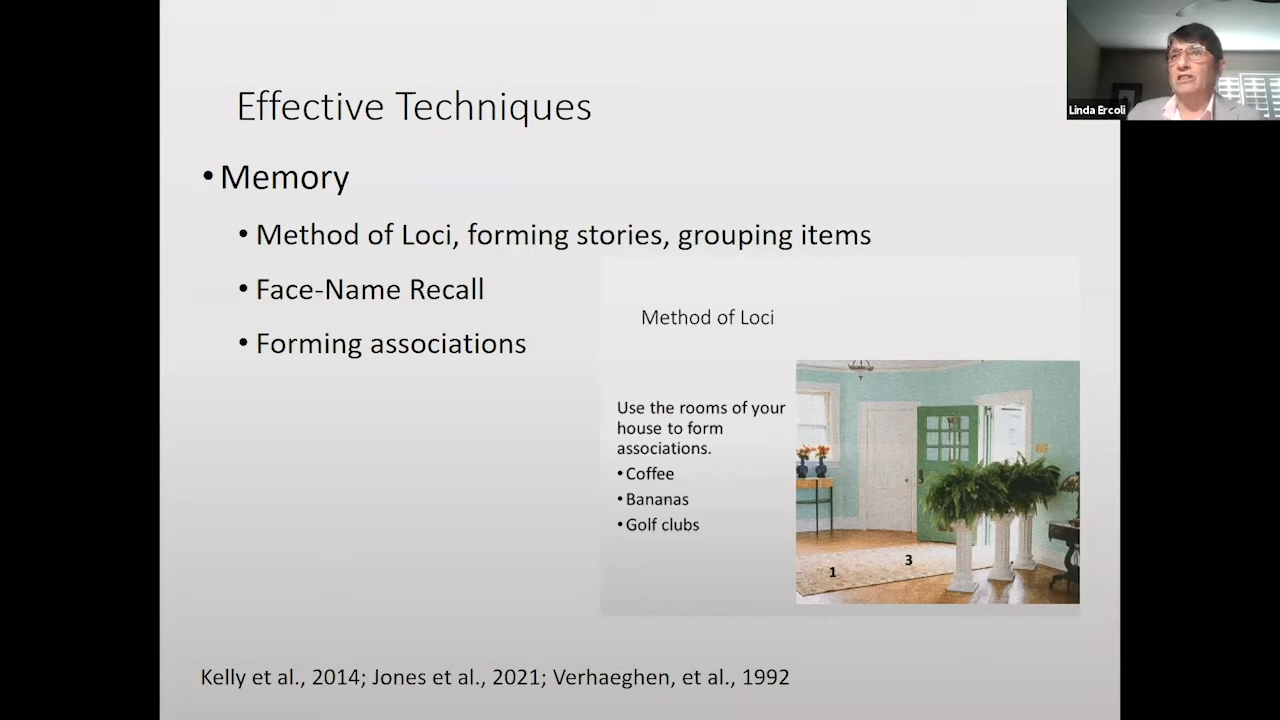 Linda Ercoli
Effective Techniques
•Memory
• Method of Loci, forming stories, grouping items
• Face-Name Recall
• Forming associations
Method of Loci
Use the rooms of your
house to form
associations.
•Coffee
•Bananas
•Golf clubs
1
3
Kelly et al., 2014; Jones et al., 2021; Verhaeghen, et al., 1992